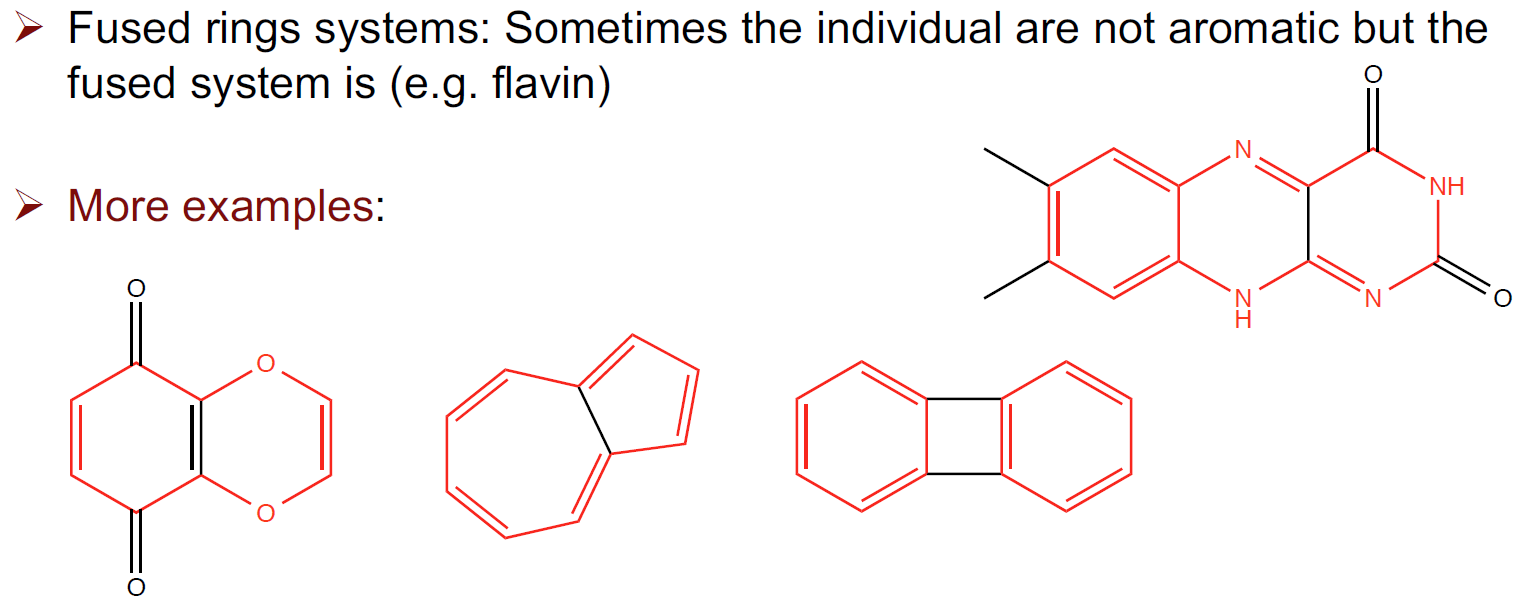 ➢ Fused rings systems: Sometimes the individual are not aromatic but the
fused system is (e.g. flavin)
O
N
NH
N
H
N
O
➢ More examples:
O
O
O
O